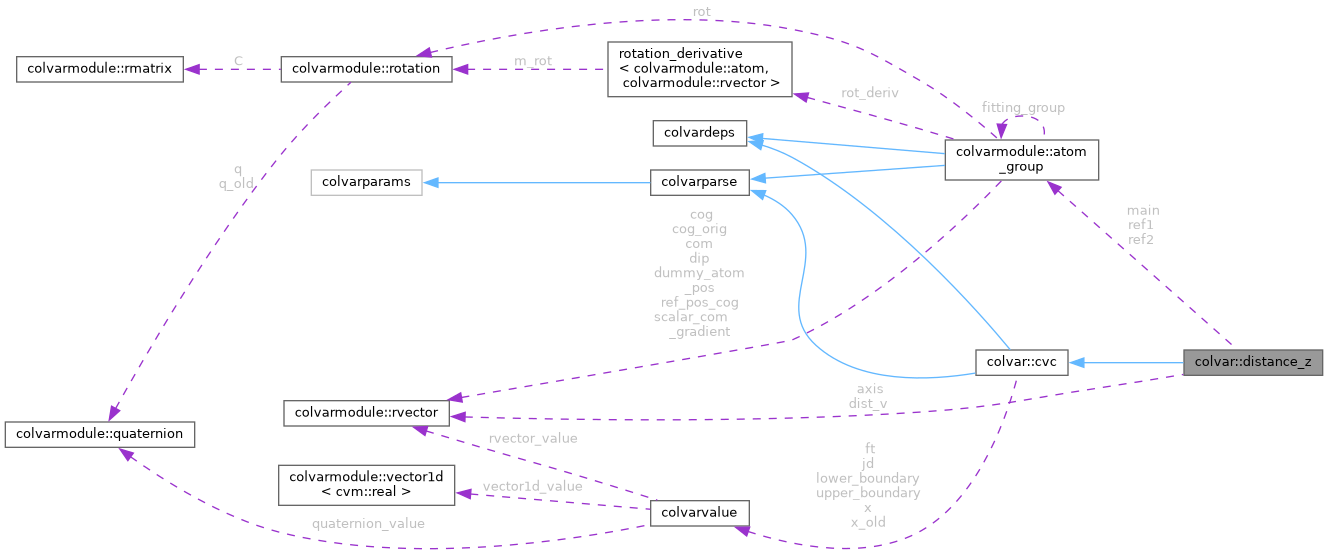 rot
colvarmodule::rmatrix
C
colvarmodule::rotation
m_rot
rotation_derivative
< colvarmodule::atom,
colvarmodule::rvector >
rot_deriv
fitting_group
colvardeps
colvarmodule::atom
_group
colvarparams
colvarparse
q
q_old
cog
cog_orig
com
dip
dummy_atom
_pos
ref_pos_cog
scalar_com
_gradient
main
ref1
ref2
colvar::cvc
colvar::distance_z
axis
dist_v
colvarmodule::rvector
colvarmodule::quaternion
rvector_value
colvarmodule::vector1d
< cvm::real >
vector1d_value
colvarvalue
quaternion_value
ft
jd
lower_boundary
upper_boundary
x
x_old